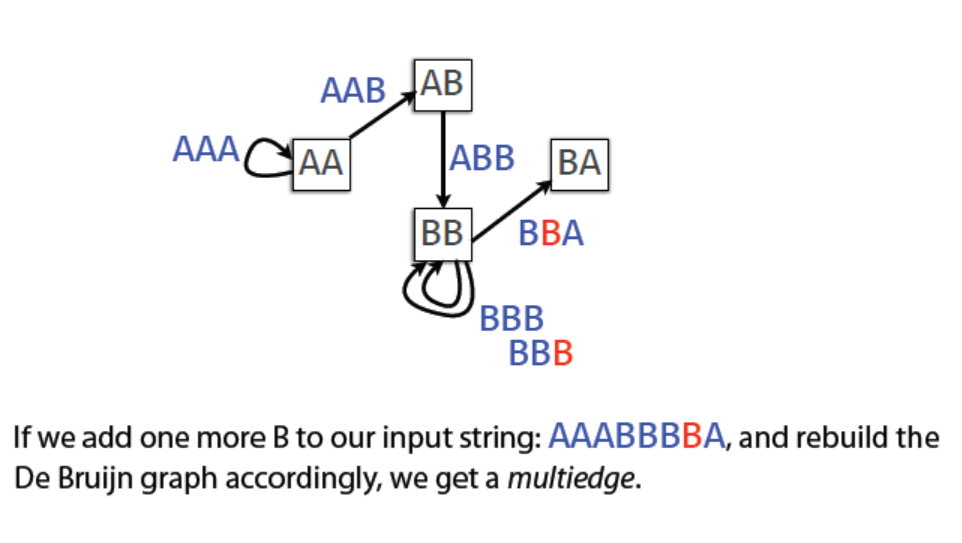 AAB
AB
AAA
AA
ABB
BA
BB
BBA
BBB
BBB
If we add one more B to our input string: AAABBBBA, and rebuild the
De Bruijn graph accordingly, we get a multiedge.